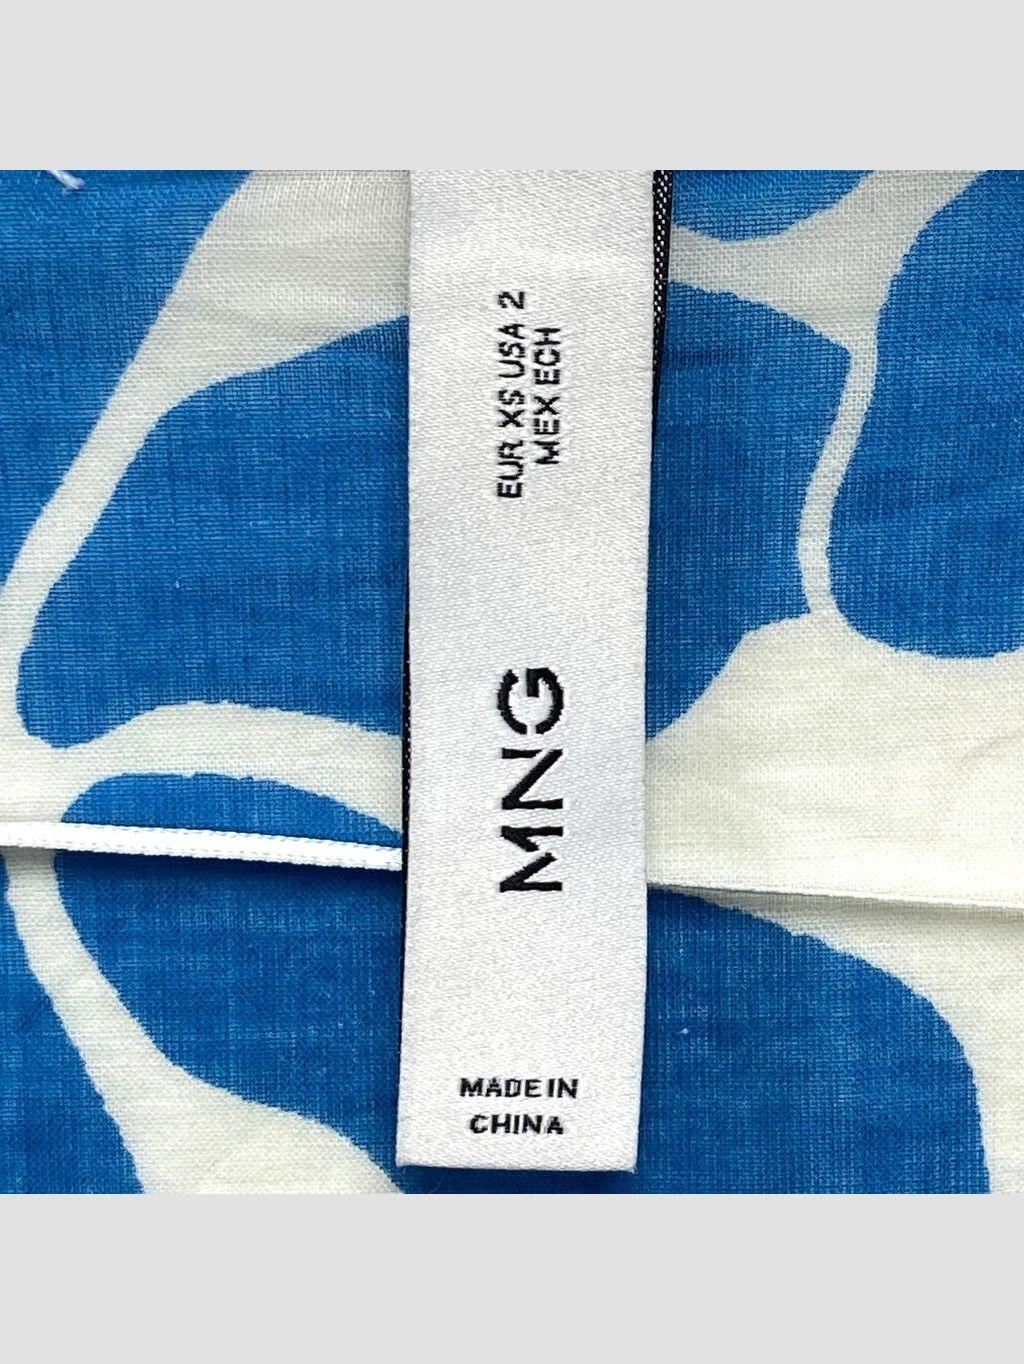 EUR XS USA 2
MEX ECH
MNG
MADE IN
CHINA